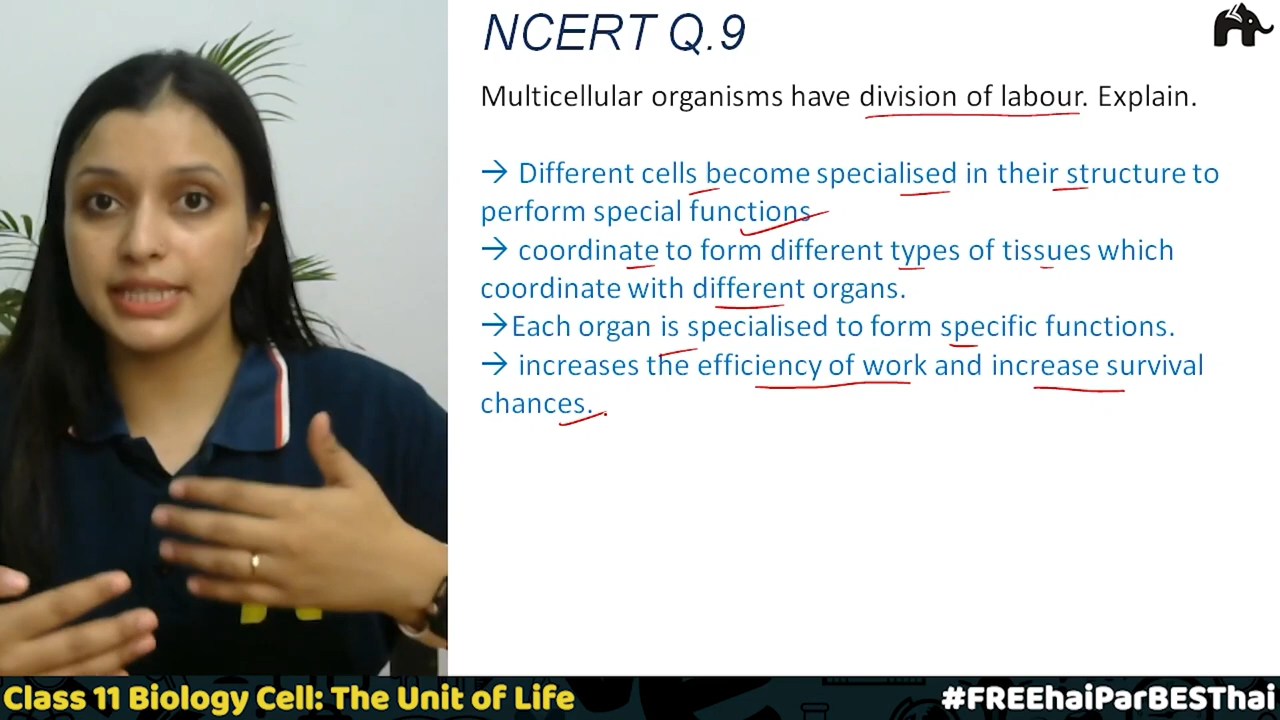 NCERT Q.9
Multicellular organisms have division of labour. Explain.
→ Different cells become specialised in their structure to
perform special functions
→ coordinate to form different types of tissues which
coordinate with different organs.
→Each organ is specialised to form specific functions.
→ increases the efficiency of work and increase survival
chances.
Class 11 Biology Cell: The Unit of Life
#FREEhaiParBESThai